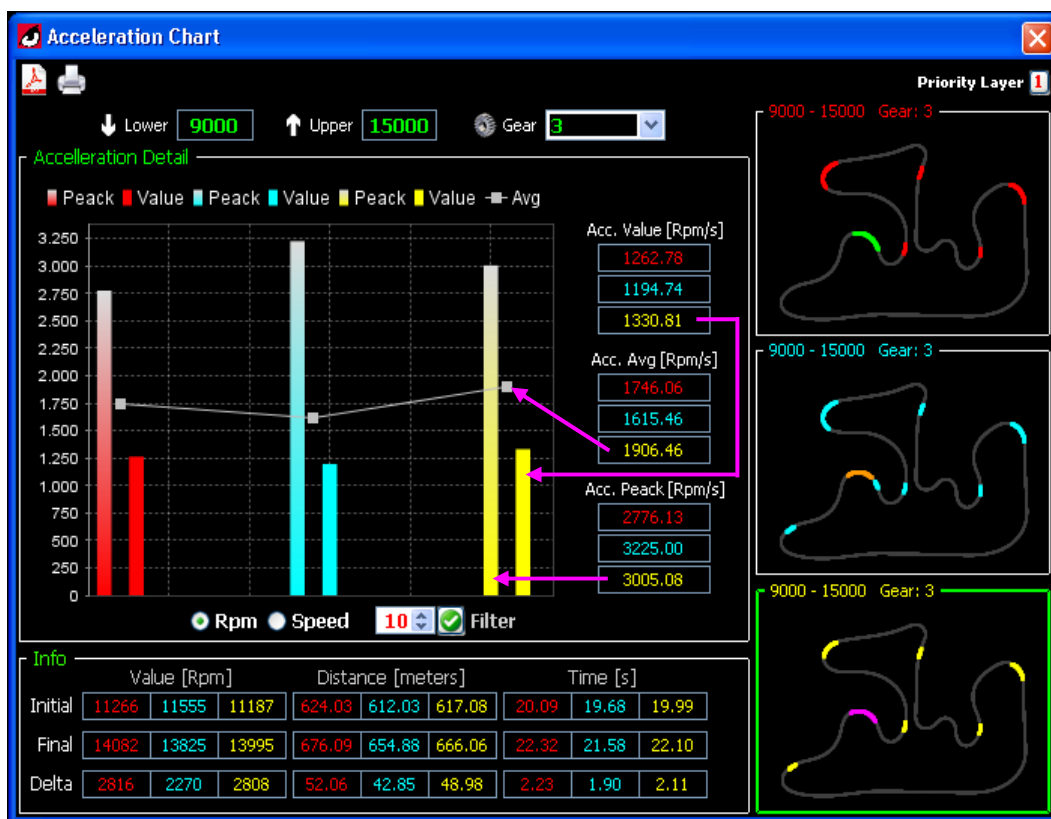 Acceleration Chart
Priority Layer 1
Lower 9000 Upper 15000 Gear 3
Accelleration Detail
Peack Value Peack Value Peack Value Avg
3.250
3.000
2.750
2.500
2.250
2.000
1.750
1.500
1.250
1.000
750
500
250
0
Acc. Value [Rpm/s]
1262.78
1194.74
1330.81
Acc. Avg [Rpm/s]
1746.06
1615.46
1906.46
Acc. Peack [Rpm/s]
2776.13
3225.00
3005.08
Rpm Speed 10 Filter
9000 - 15000 Gear: 3
9000 - 15000 Gear: 3
9000 - 15000 Gear: 3
Info
Value [Rpm] Distance [meters] Time [s]
Initial 11266 11555 11187 624.03 612.03 617.08 20.09 19.68 19.99
Final 14082 13825 13995 676.09 654.88 666.06 22.32 21.58 22.10
Delta 2816 2270 2808 52.06 42.85 48.98 2.23 1.90 2.11